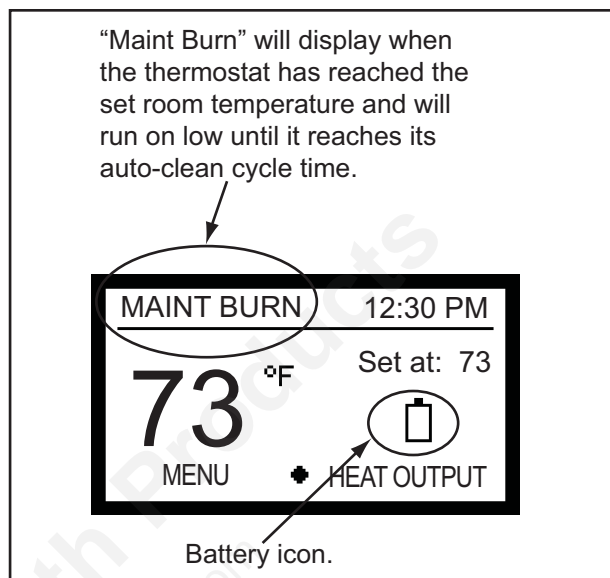 “Maint Burn” will display when
the thermostat has reached the
set room temperature and will
run on low until it reaches its
auto-clean cycle time.
MAINT BURN 12:30 PM
Set at: 73
73 °F
MENU HEAT OUTPUT
Battery icon.